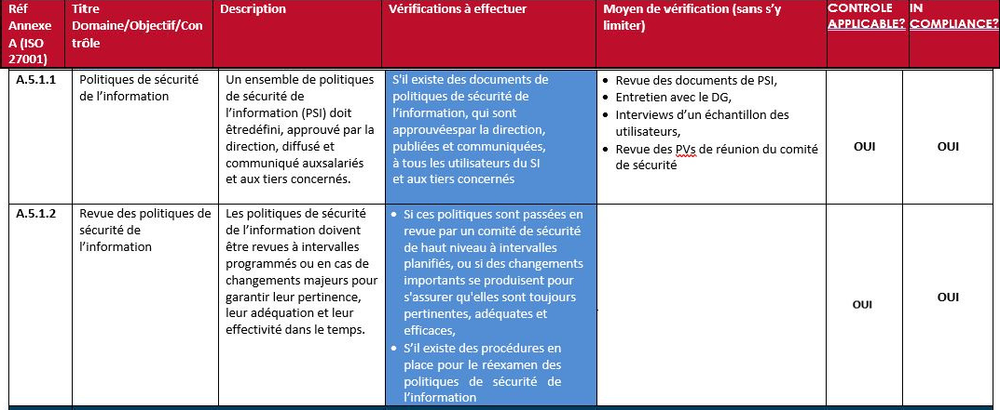 Réf
Annexe
A (ISO
27001)
Titre
Domaine/Objectif/Con
trôle
Description
Vérifications à effectuer
Moyen de vérification (sans s’y
limiter)
CONTROLE
APPLICABLE?
IN
COMPLIANCE?
A.5.1.1
Politiques de sécurité
de l’information
Un ensemble de politiques
de sécurité de
l’information (PSI) doit
êtredéfini, approuvé par la
direction, diffusé et
communiqué auxsalariés
et aux tiers concernés.
S'il existe des documents de
politiques de sécurité de
l’information, qui sont
approuvéespar la direction,
publiées et communiquées,
à tous les utilisateurs du SI
et aux tiers concernés
• Revue des documents de PSI,
• Entretien avec le DG,
• Interviews d’un échantillon des
utilisateurs,
• Revue des PVs de réunion du comité
de sécurité
OUI
OUI
A.5.1.2
Revue des politiques de
sécurité de
l’information
Les politiques de sécurité
de l’information doivent
être revues à intervalles
programmés ou en cas de
changements majeurs pour
garantir leur pertinence,
leur adéquation et leur
effectivité dans le temps.
• Si ces politiques sont passées en
revue par un comité de sécurité
de haut niveau à intervalles
planifiés, ou si des changements
importants se produisent pour
s'assurer qu'elles sont toujours
pertinentes, adéquates et
efficaces,
• S’il existe des procédures en
place pour le réexamen des
politiques de sécurité de
l’information
OUI
OUI